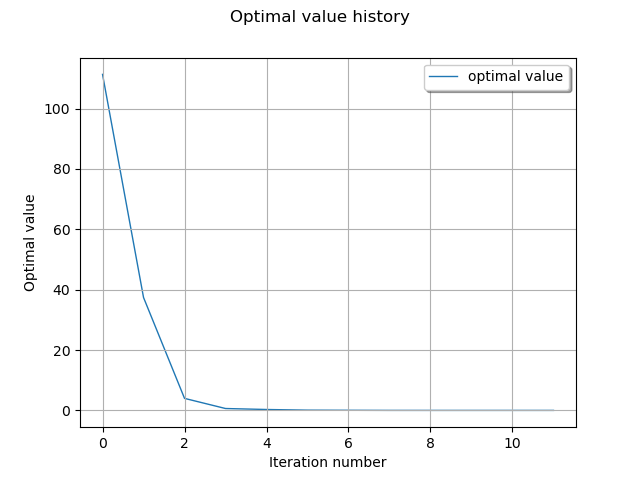 Optimal value history
optimal value
100
80
60
40
20
0
Optimal value
0 2 4 6 8 10
Iteration number